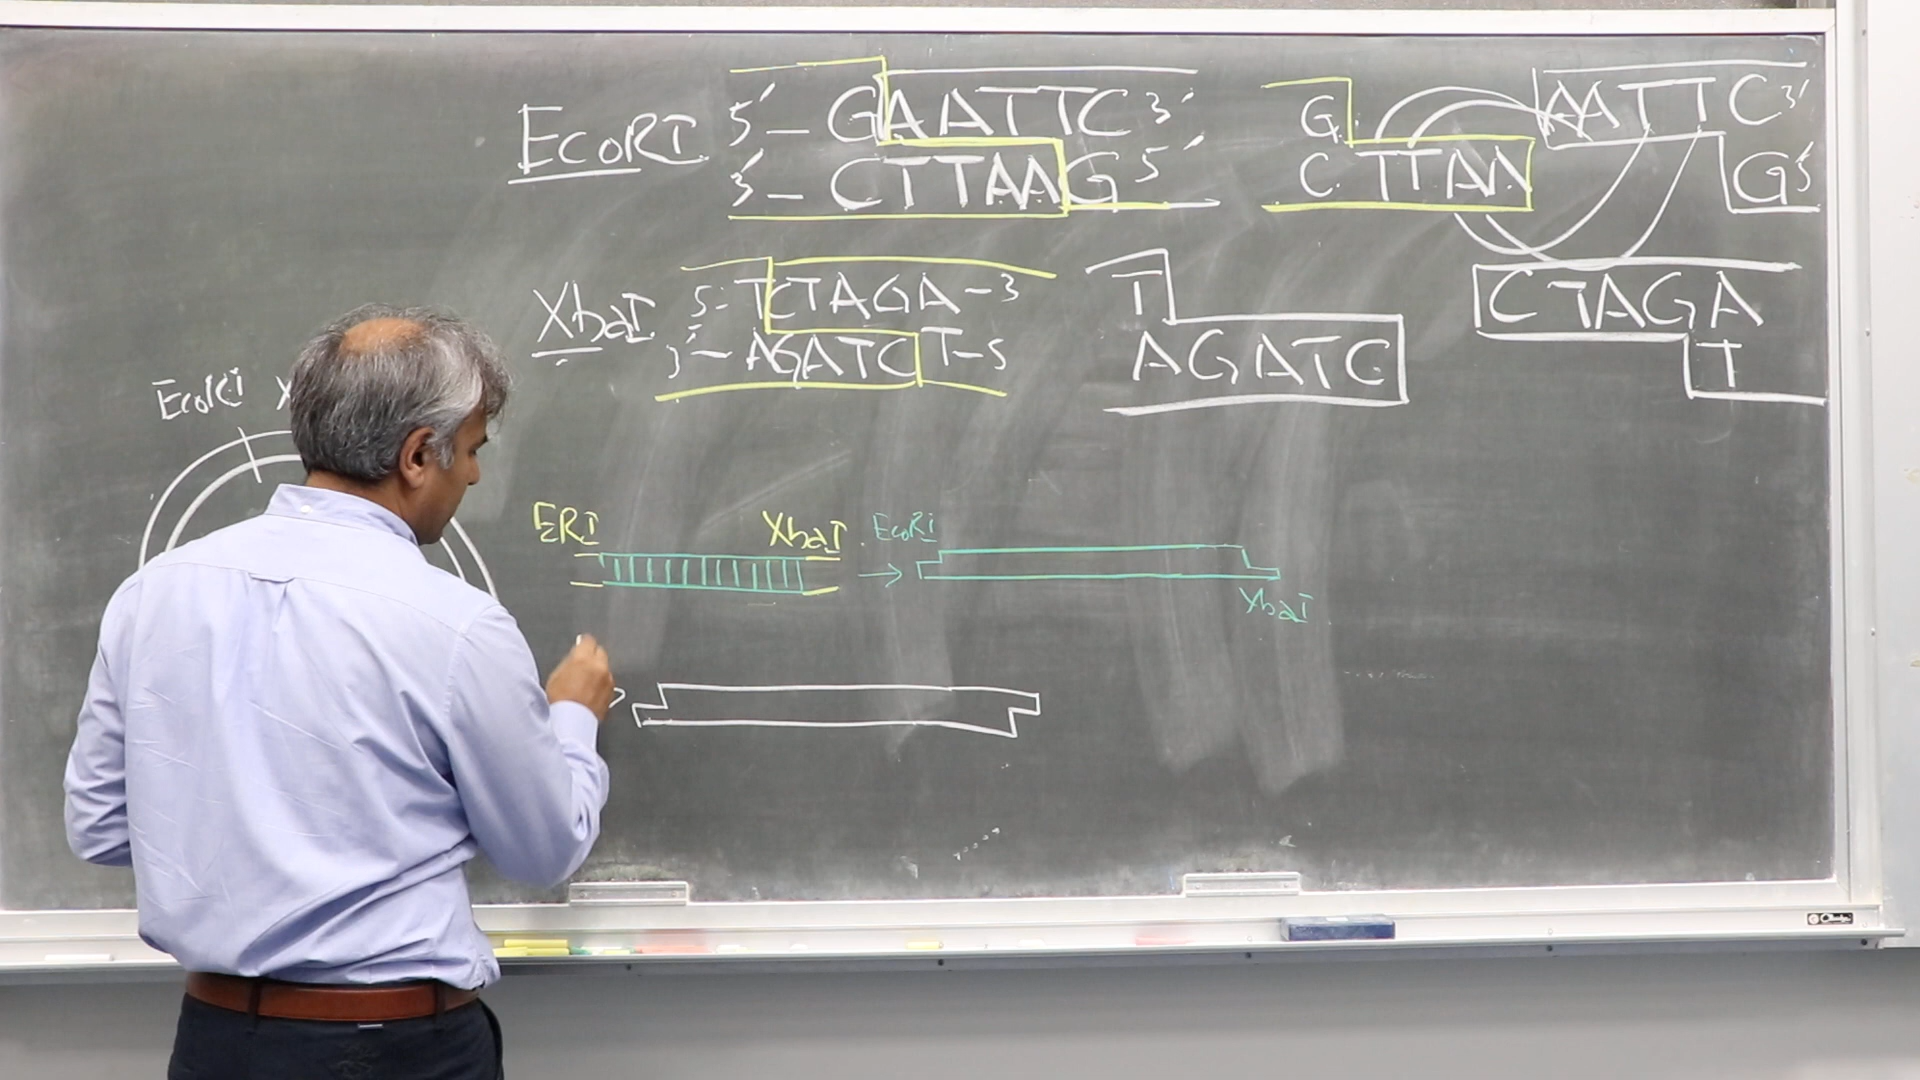 EcoRI 5′ – GAATTC 3′
3′ – CTTAAG 5′
G AATTC 3′
CTTAA G 5′
XbaI 5 – TCTAGA – 3
3′ – AGATCT – 5
T CTAGA
AGATC T
EcoRI X
ERI XbaI EcoRI
XbaI